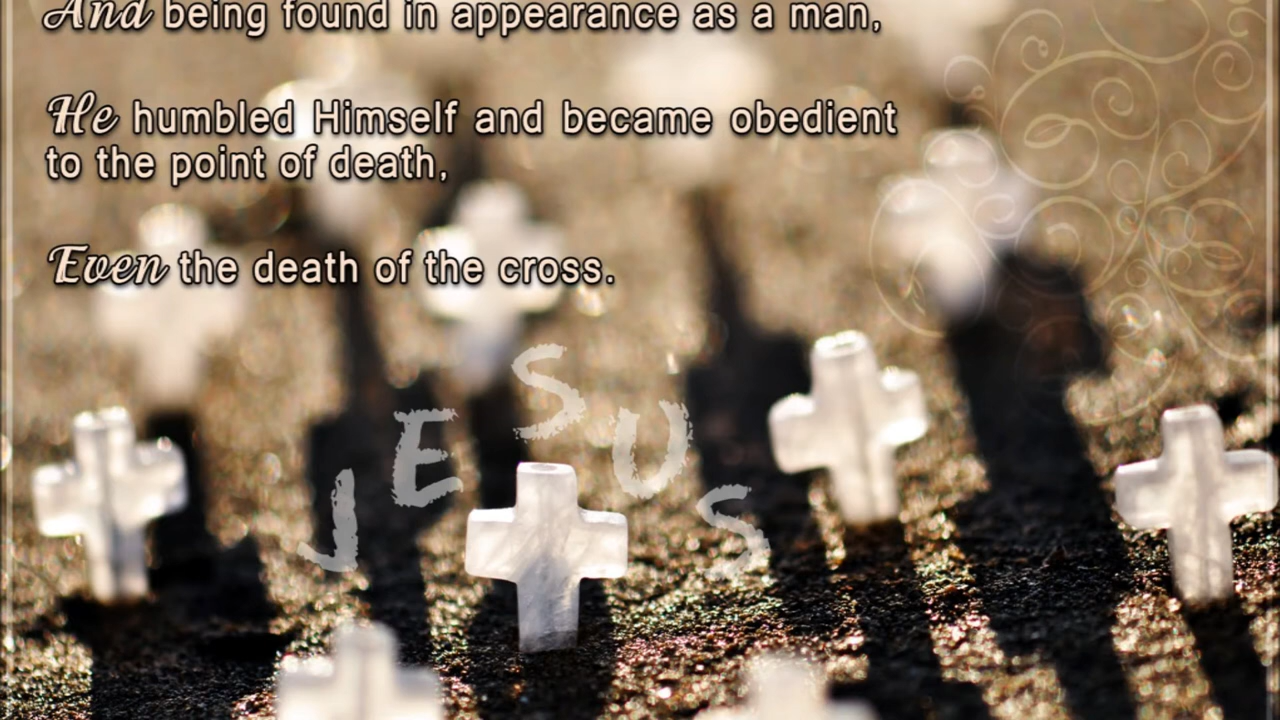 And being found in appearance as a man,
He humbled Himself and became obedient
to the point of death,
Even the death of the cross.
JESUS